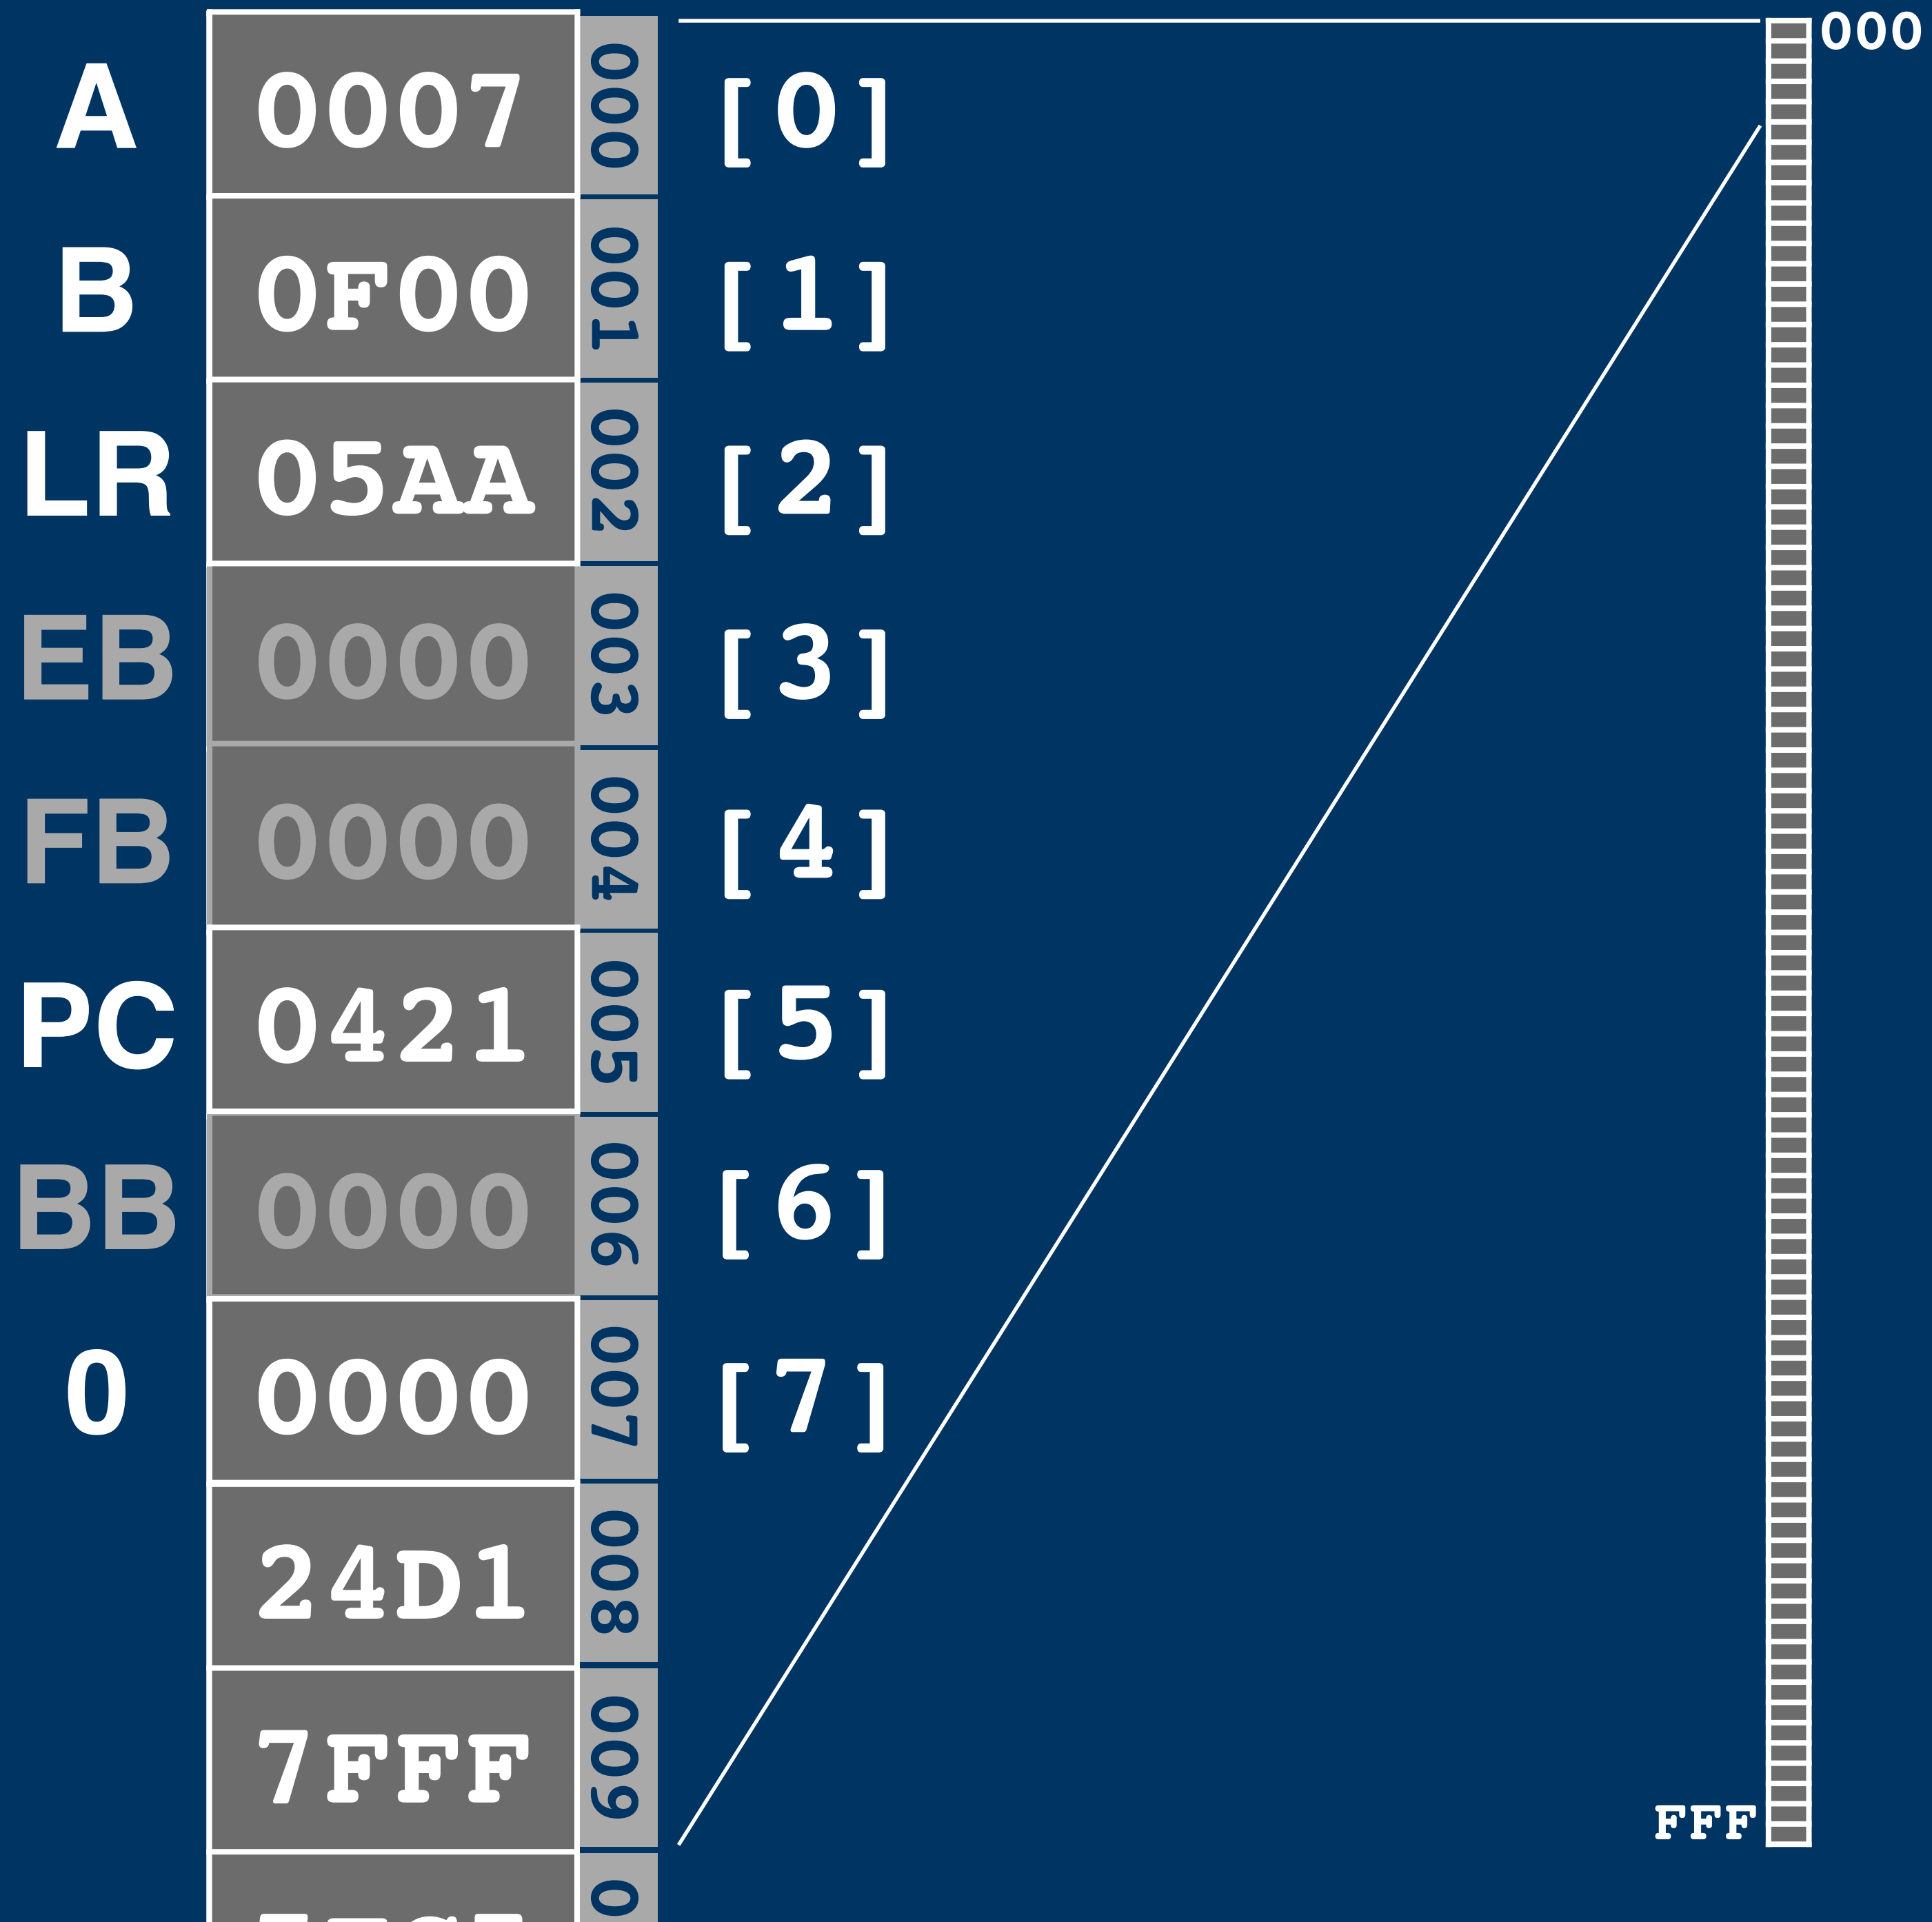 000
A 0007 000 [0]
B 0F00 001 [1]
LR 05AA 002 [2]
EB 0000 003 [3]
FB 0000 004 [4]
PC 0421 005 [5]
BB 0000 006 [6]
0 0000 007 [7]
24D1 008
7FFF 009
FFF
0